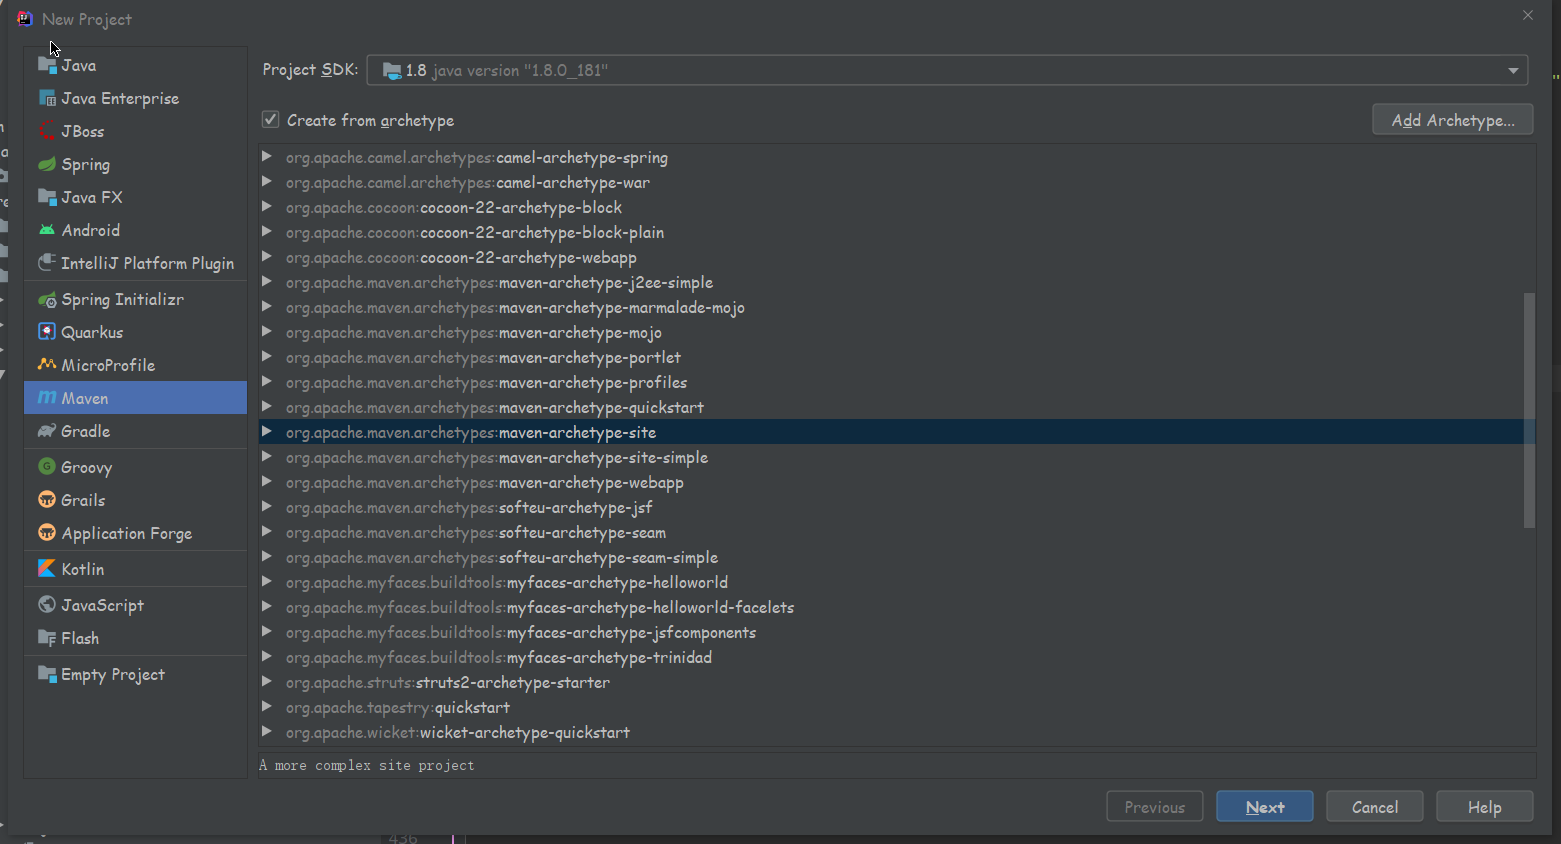 New Project
Java
Java Enterprise
JBoss
Spring
Java FX
Android
IntelliJ Platform Plugin
Spring Initializr
Quarkus
MicroProfile
Maven
Gradle
Groovy
Grails
Application Forge
Kotlin
JavaScript
Flash
Empty Project
Project SDK: 1.8 java version "1.8.0_181"
Create from archetype
Add Archetype...
org.apache.camel.archetypes:camel-archetype-spring
org.apache.camel.archetypes:camel-archetype-war
org.apache.cocoon:cocoon-22-archetype-block
org.apache.cocoon:cocoon-22-archetype-block-plain
org.apache.cocoon:cocoon-22-archetype-webapp
org.apache.maven.archetypes:maven-archetype-j2ee-simple
org.apache.maven.archetypes:maven-archetype-marmalade-mojo
org.apache.maven.archetypes:maven-archetype-mojo
org.apache.maven.archetypes:maven-archetype-portlet
org.apache.maven.archetypes:maven-archetype-profiles
org.apache.maven.archetypes:maven-archetype-quickstart
org.apache.maven.archetypes:maven-archetype-site
org.apache.maven.archetypes:maven-archetype-site-simple
org.apache.maven.archetypes:maven-archetype-webapp
org.apache.maven.archetypes:softeu-archetype-jsf
org.apache.maven.archetypes:softeu-archetype-seam
org.apache.maven.archetypes:softeu-archetype-seam-simple
org.apache.myfaces.buildtools:myfaces-archetype-helloworld
org.apache.myfaces.buildtools:myfaces-archetype-helloworld-facelets
org.apache.myfaces.buildtools:myfaces-archetype-jsfcomponents
org.apache.myfaces.buildtools:myfaces-archetype-trinidad
org.apache.struts:struts2-archetype-starter
org.apache.tapestry:quickstart
org.apache.wicket:wicket-archetype-quickstart
A more complex site project
Previous
Next
Cancel
Help
436